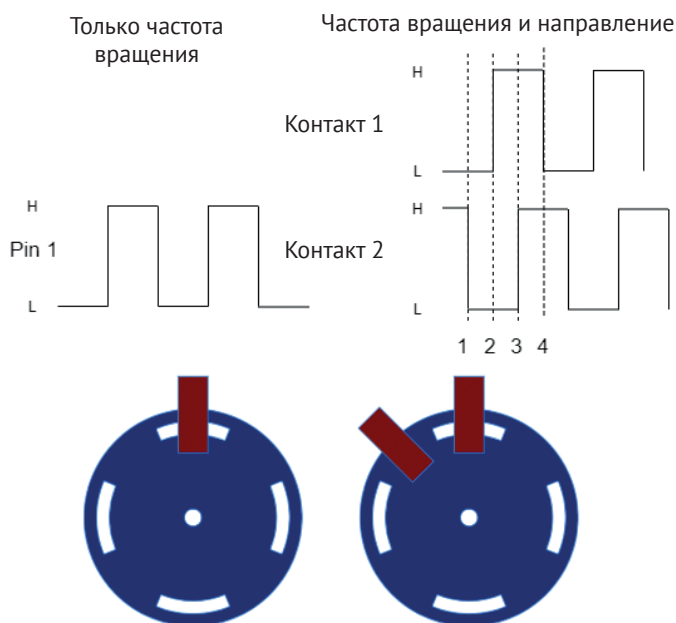 Только частота
вращения
Частота вращения и направление
H
Контакт 1
L
H
Pin 1
L
H
Контакт 2
L
1 2 3 4